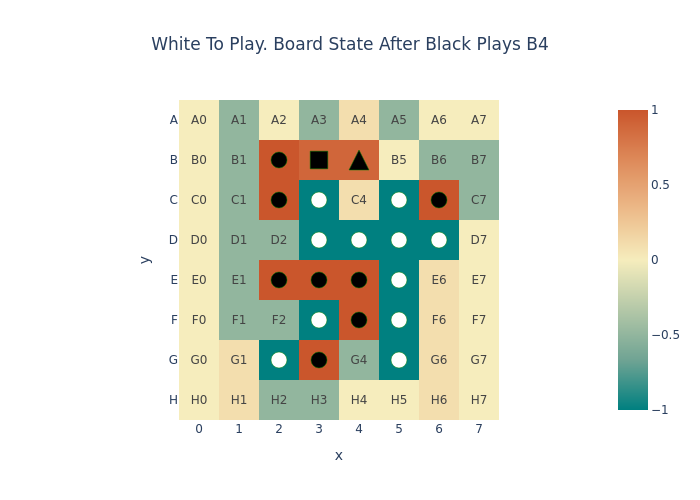 White To Play. Board State After Black Plays B4
A A0 A1 A2 A3 A4 A5 A6 A7 1
B B0 B1 B5 B6 B7
0.5
C C0 C1 C4 C7
D D0 D1 D2 D7 0
y
E E0 E1 E6 E7
F F0 F1 F2 F6 F7 −0.5
G G0 G1 G4 G6 G7
H H0 H1 H2 H3 H4 H5 H6 H7 −1
0 1 2 3 4 5 6 7
x